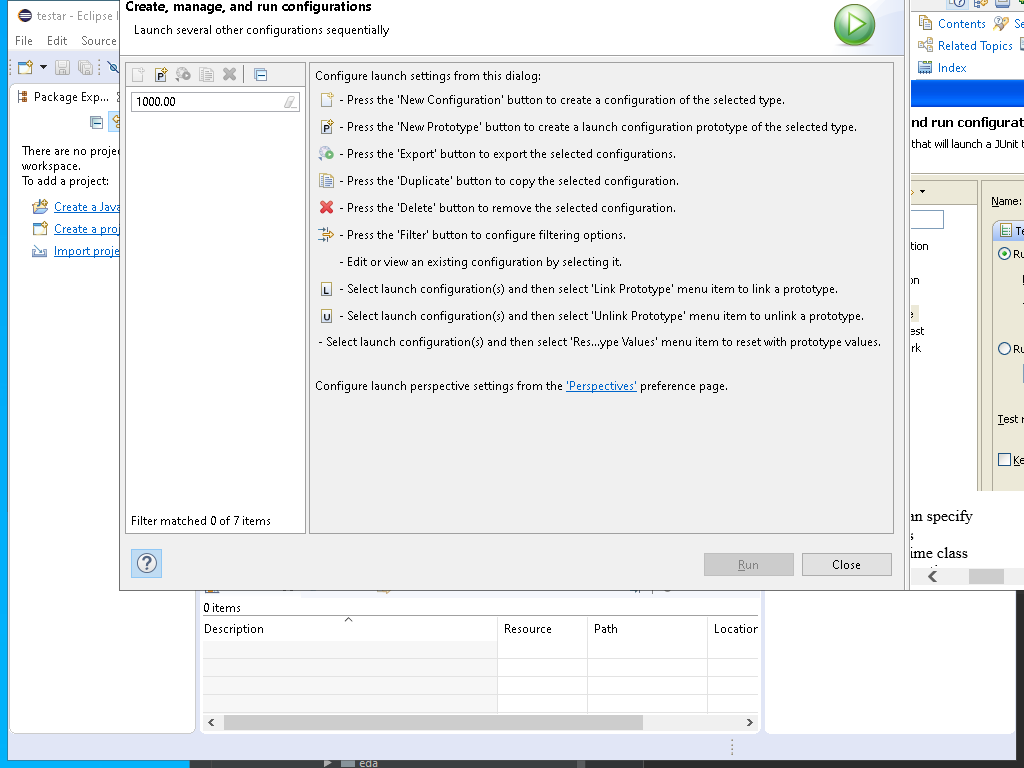 testar - Eclipse I
File Edit Source
Package Exp...
There are no projec
workspace.
To add a project:
Create a Java
Create a proj
Import projec
Create, manage, and run configurations
Launch several other configurations sequentially
1000.00
Filter matched 0 of 7 items
Configure launch settings from this dialog:
- Press the 'New Configuration' button to create a configuration of the selected type.
P - Press the 'New Prototype' button to create a launch configuration prototype of the selected type.
- Press the 'Export' button to export the selected configurations.
- Press the 'Duplicate' button to copy the selected configuration.
- Press the 'Delete' button to remove the selected configuration.
- Press the 'Filter' button to configure filtering options.
- Edit or view an existing configuration by selecting it.
L - Select launch configuration(s) and then select 'Link Prototype' menu item to link a prototype.
U - Select launch configuration(s) and then select 'Unlink Prototype' menu item to unlink a prototype.
- Select launch configuration(s) and then select 'Res...ype Values' menu item to reset with prototype values.
Configure launch perspective settings from the 'Perspectives' preference page.
?
Run
Close
Contents Se
Related Topics
Index
nd run configurat
that will launch a JUnit t
Name:
Te
tion
Ru
on
est
rk
Ru
Test r
Ke
an specify
s
ime class
0 items
Description Resource Path Location
eda